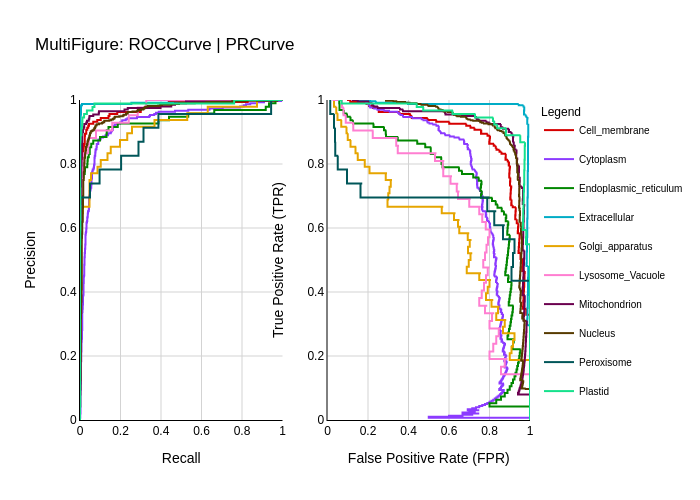 MultiFigure: ROCCurve | PRCurve
Precision
1
0.8
0.6
0.4
0.2
0
0 0.2 0.4 0.6 0.8 1
Recall
True Positive Rate (TPR)
1
0.8
0.6
0.4
0.2
0
0 0.2 0.4 0.6 0.8 1
False Positive Rate (FPR)
Legend
Cell_membrane
Cytoplasm
Endoplasmic_reticulum
Extracellular
Golgi_apparatus
Lysosome_Vacuole
Mitochondrion
Nucleus
Peroxisome
Plastid